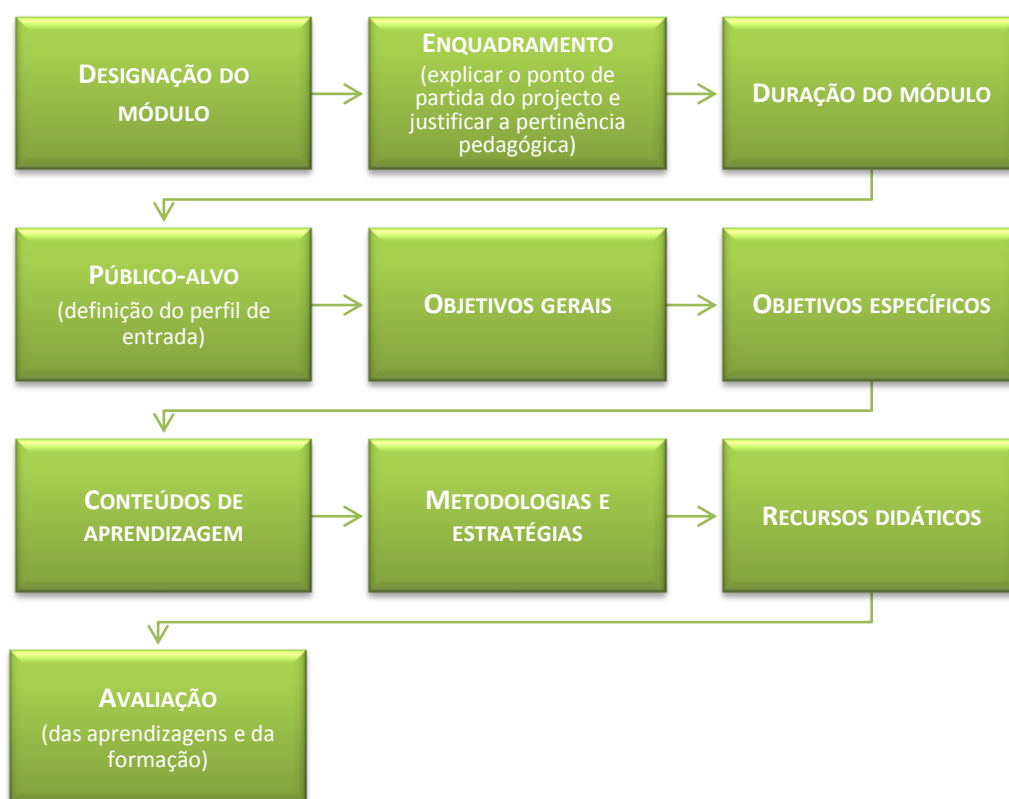 DESIGNAÇÃO DO
MÓDULO
ENQUADRAMENTO
(explicar o ponto de
partida do projecto e
justificar a pertinência
pedagógica)
DURAÇÃO DO MÓDULO
PÚBLICO-ALVO
(definição do perfil de
entrada)
OBJETIVOS GERAIS
OBJETIVOS ESPECÍFICOS
CONTEÚDOS DE
APRENDIZAGEM
METODOLOGIAS E
ESTRATÉGIAS
RECURSOS DIDÁTICOS
AVALIAÇÃO
(das aprendizagens e da
formação)